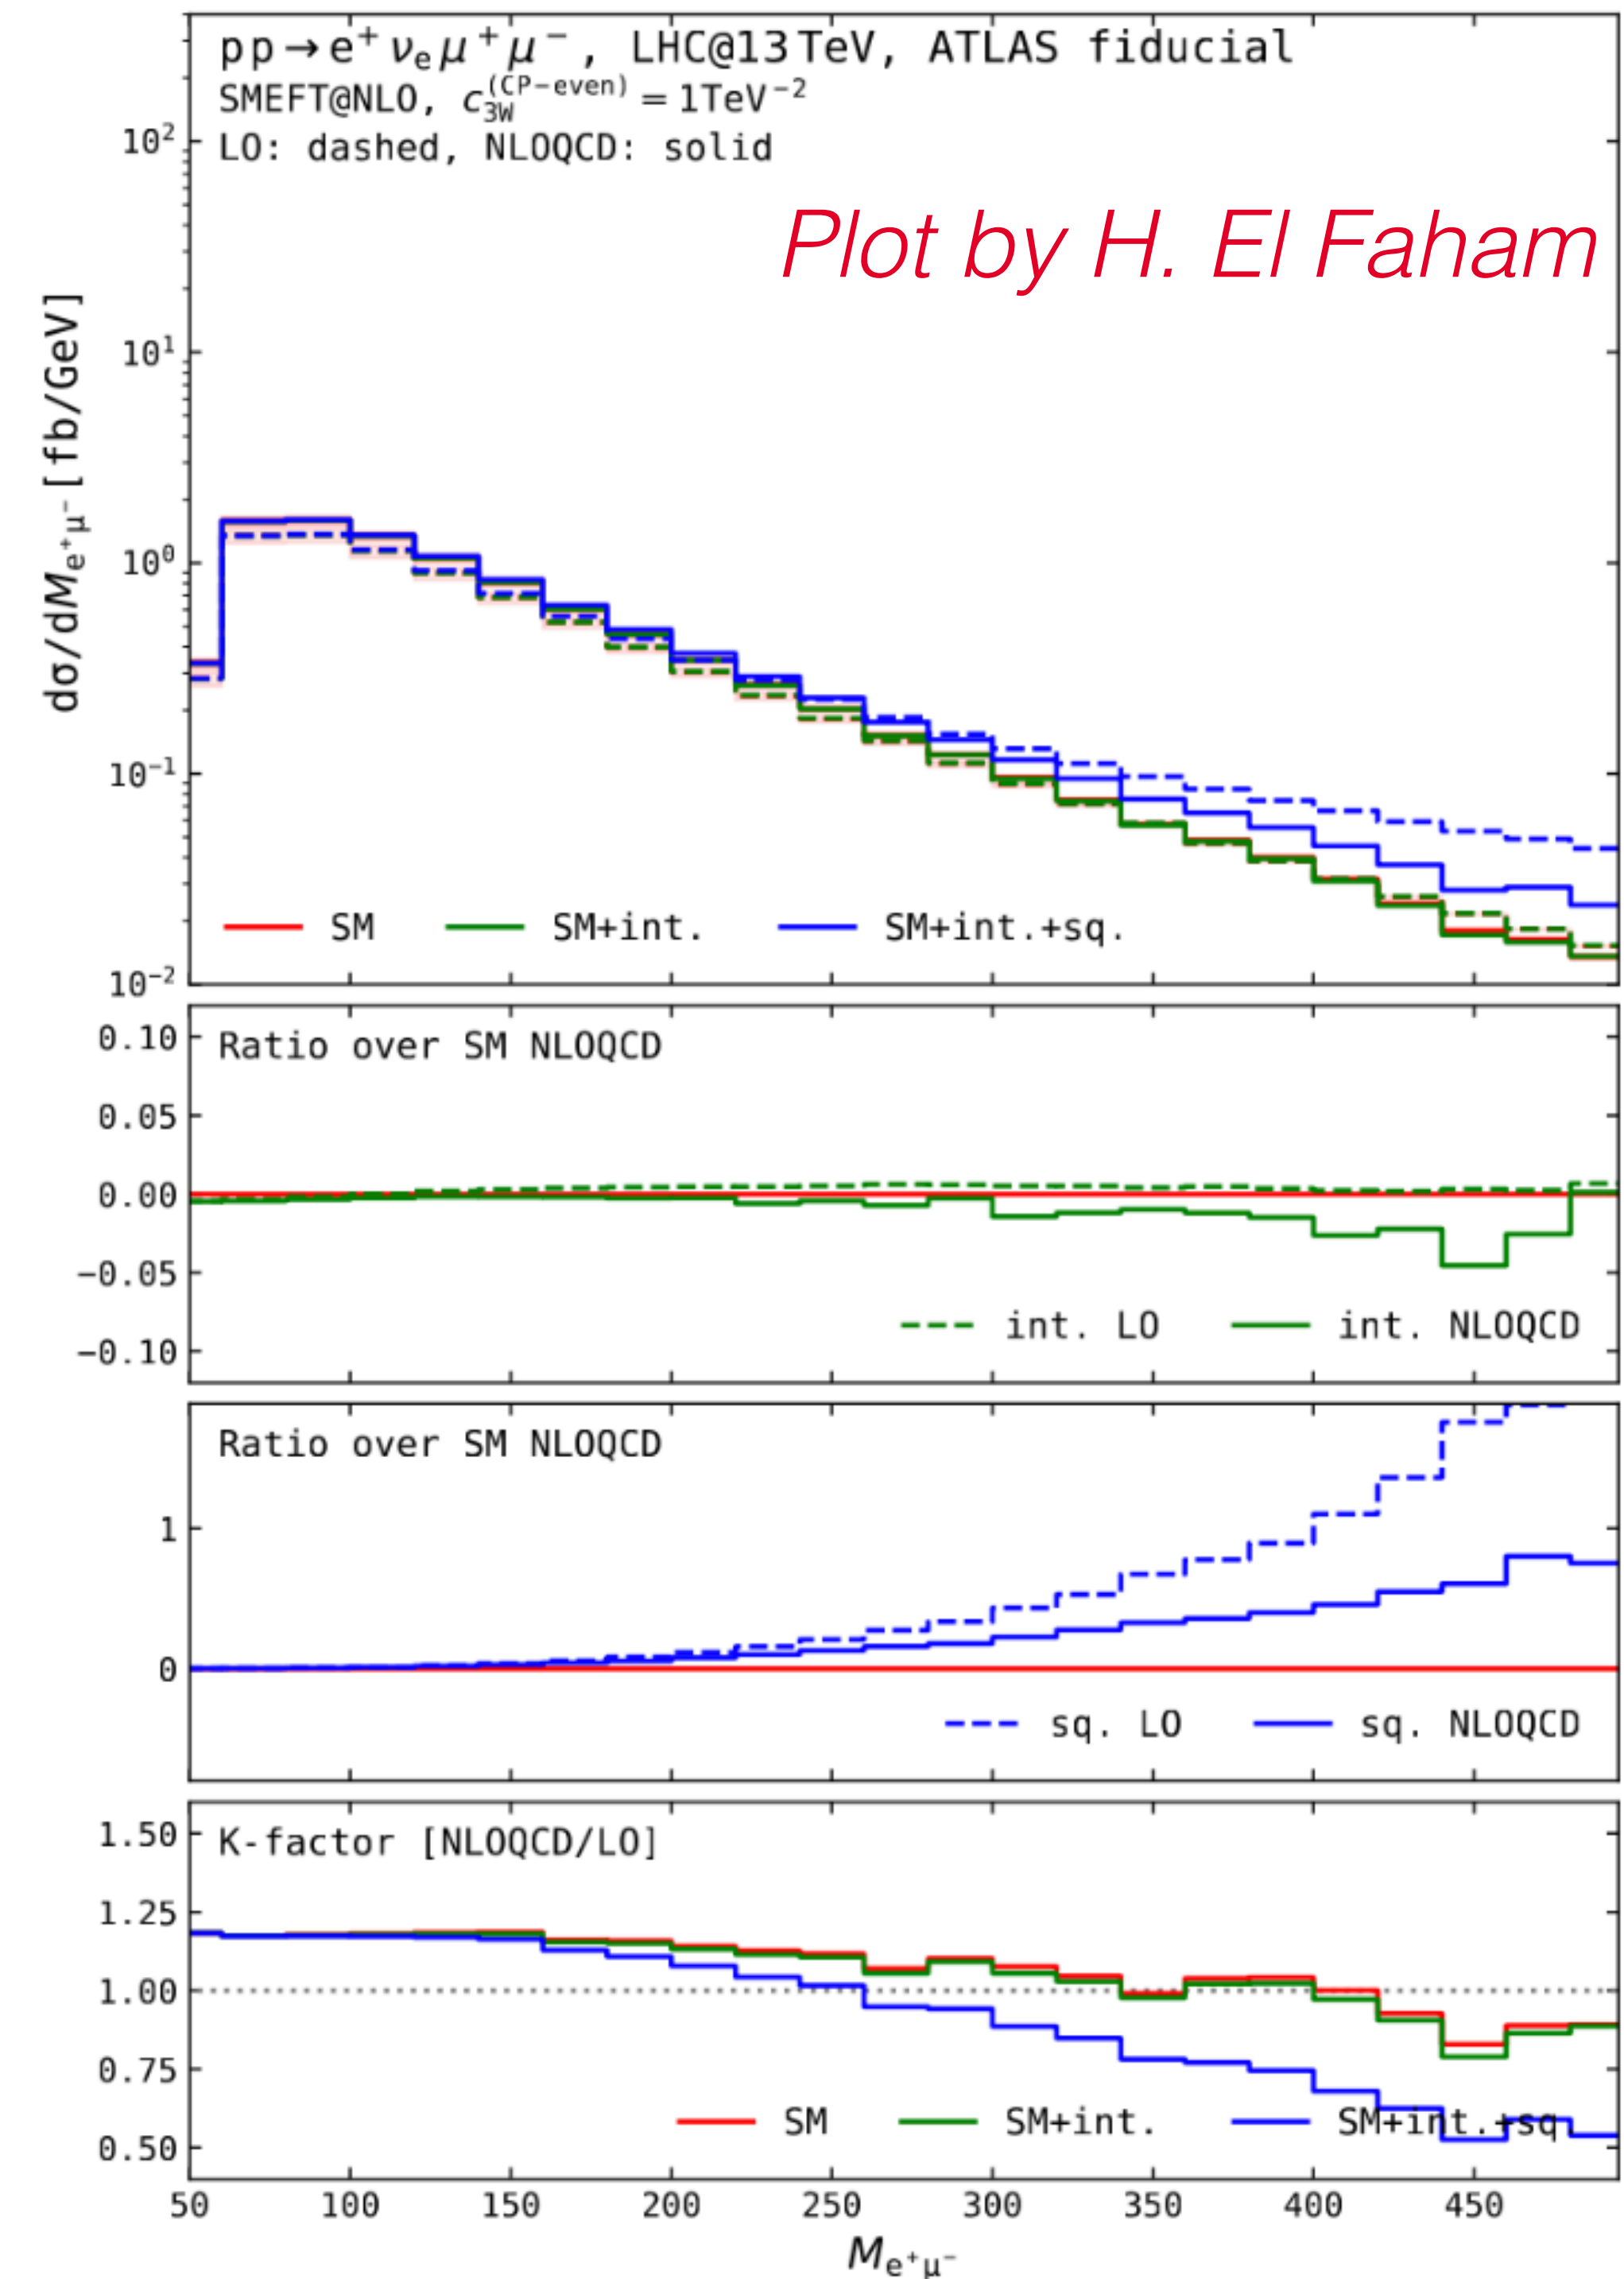 pp→e⁺νₑμ⁺μ⁻, LHC@13TeV, ATLAS fiducial
SMEFT@NLO, c₃W^(CP−even) = 1TeV⁻²
LO: dashed, NLOQCD: solid
Plot by H. El Faham
dσ/dM_e⁺μ⁻ [fb/GeV]
10²
10¹
10⁰
10⁻¹
10⁻²
SM SM+int. SM+int.+sq.
Ratio over SM NLOQCD
0.10
0.05
0.00
−0.05
−0.10
int. LO int. NLOQCD
Ratio over SM NLOQCD
1
0
sq. LO sq. NLOQCD
K-factor [NLOQCD/LO]
1.50
1.25
1.00
0.75
0.50
SM SM+int. SM+int.+sq
50 100 150 200 250 300 350 400 450
M_e⁺μ⁻